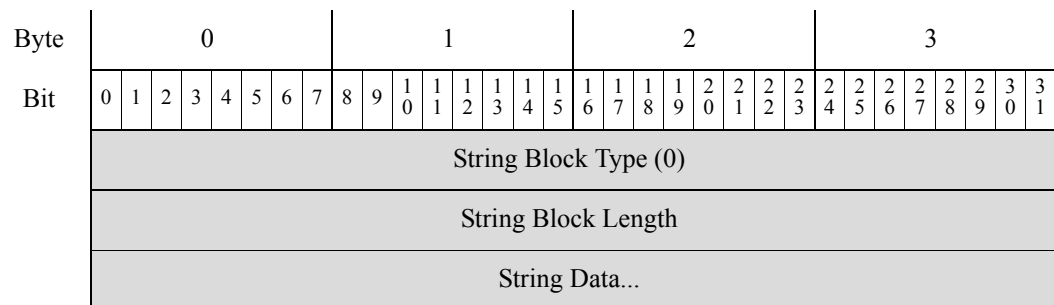 Byte 0 1 2 3
Bit 0 1 2 3 4 5 6 7 8 9 10 11 12 13 14 15 16 17 18 19 20 21 22 23 24 25 26 27 28 29 30 31
String Block Type (0)
String Block Length
String Data...